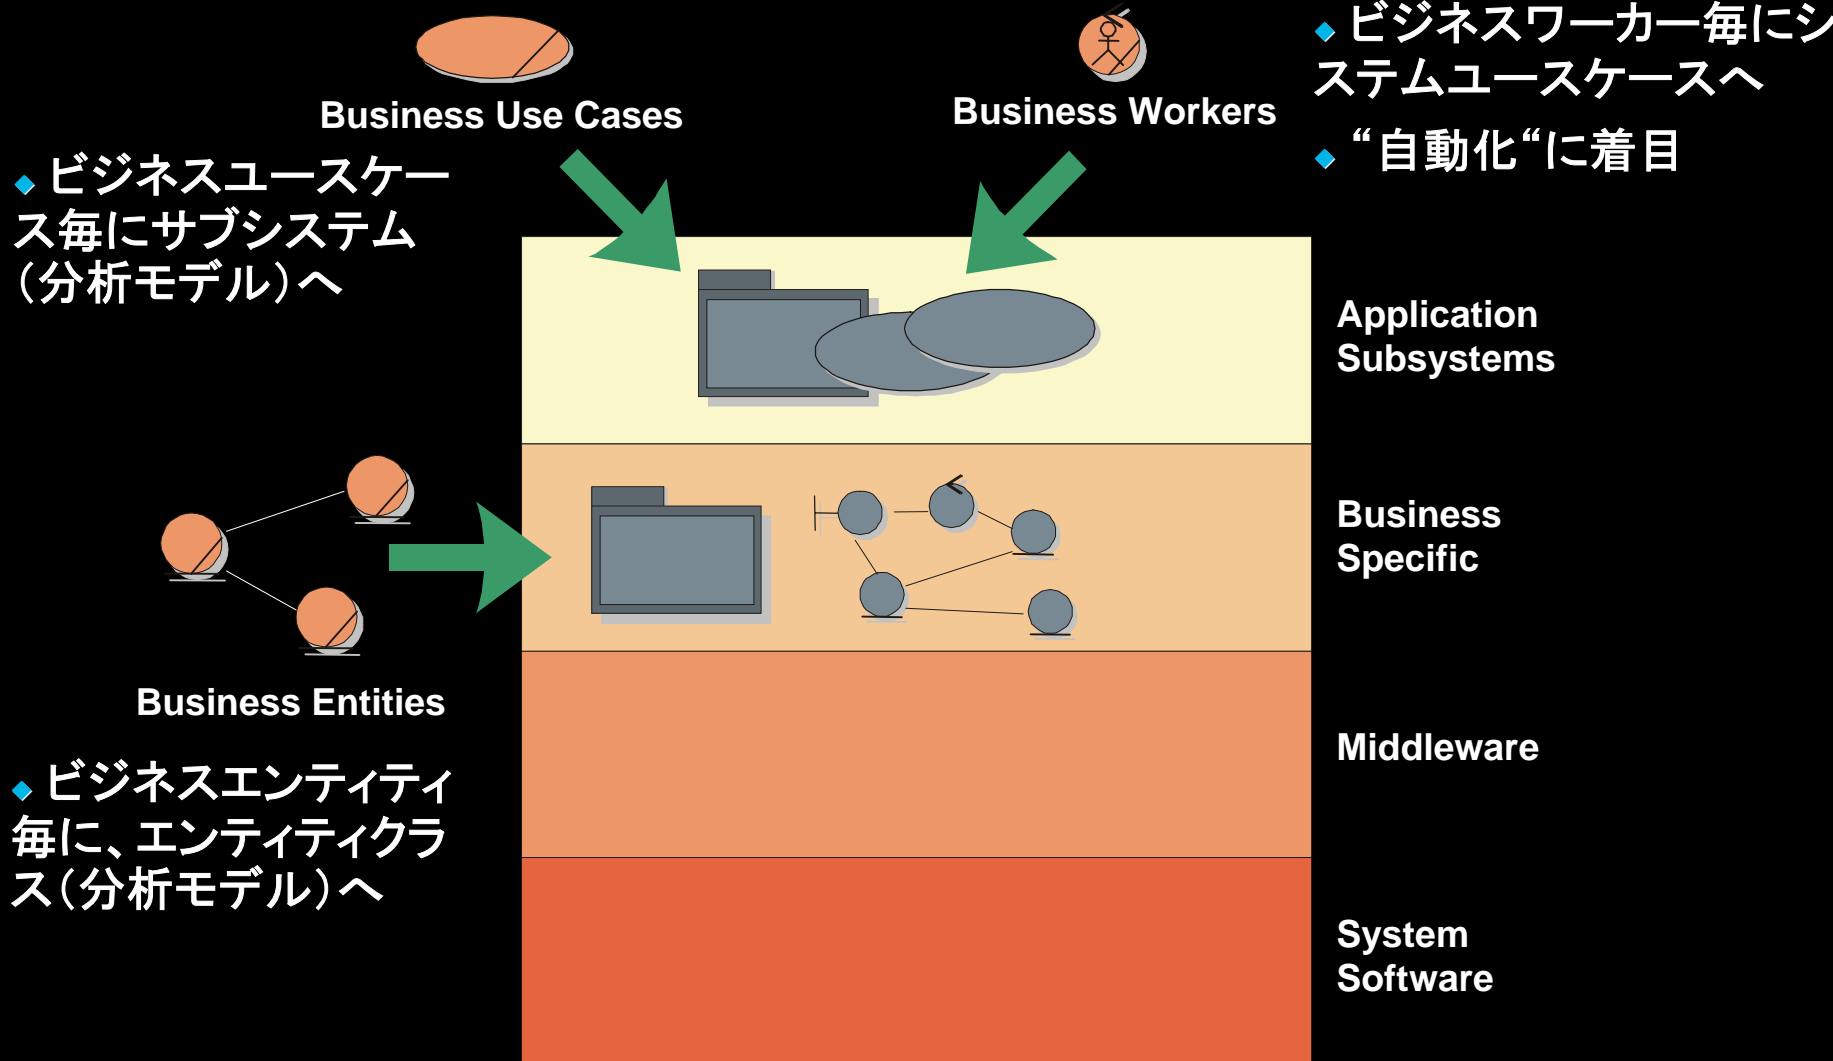 Business Use Cases
Business Workers
◆ ビジネスワーカー毎にシ
ステムユースケースへ
◆ “自動化“に着目
◆ ビジネスユースケー
ス毎にサブシステム
（分析モデル）へ
Application
Subsystems
Business
Specific
Business Entities
Middleware
◆ ビジネスエンティティ
毎に、エンティティクラ
ス（分析モデル）へ
System
Software